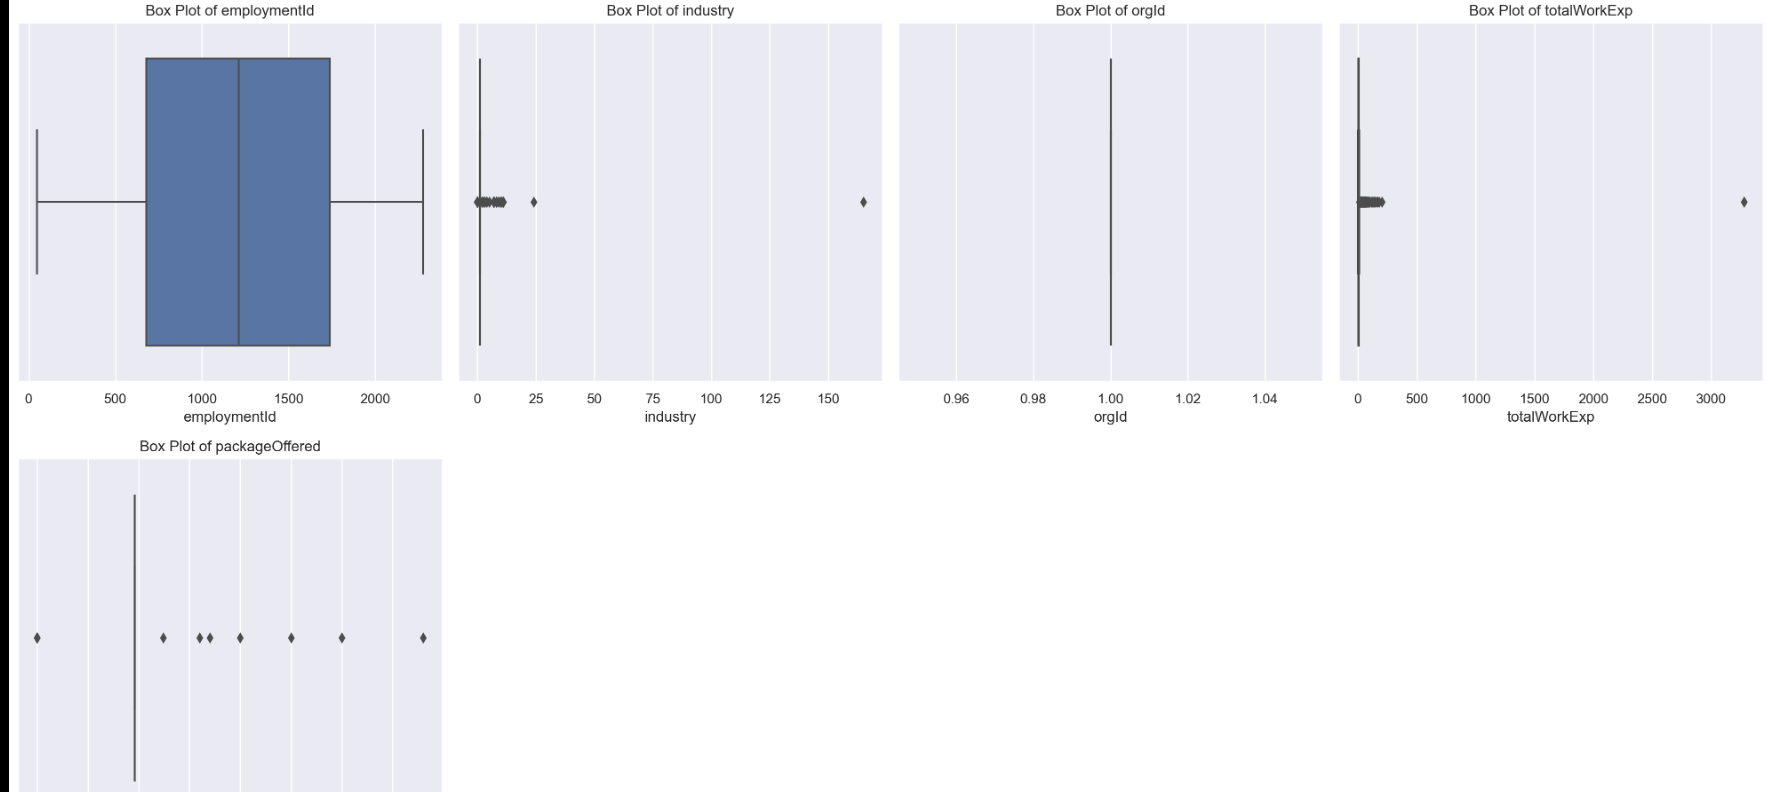 Box Plot of employmentId
Box Plot of industry
Box Plot of orgId
Box Plot of totalWorkExp
0 500 1000 1500 2000
0 25 50 75 100 125 150
0.96 0.98 1.00 1.02 1.04
0 500 1000 1500 2000 2500 3000
employmentId
industry
orgId
totalWorkExp
Box Plot of packageOffered